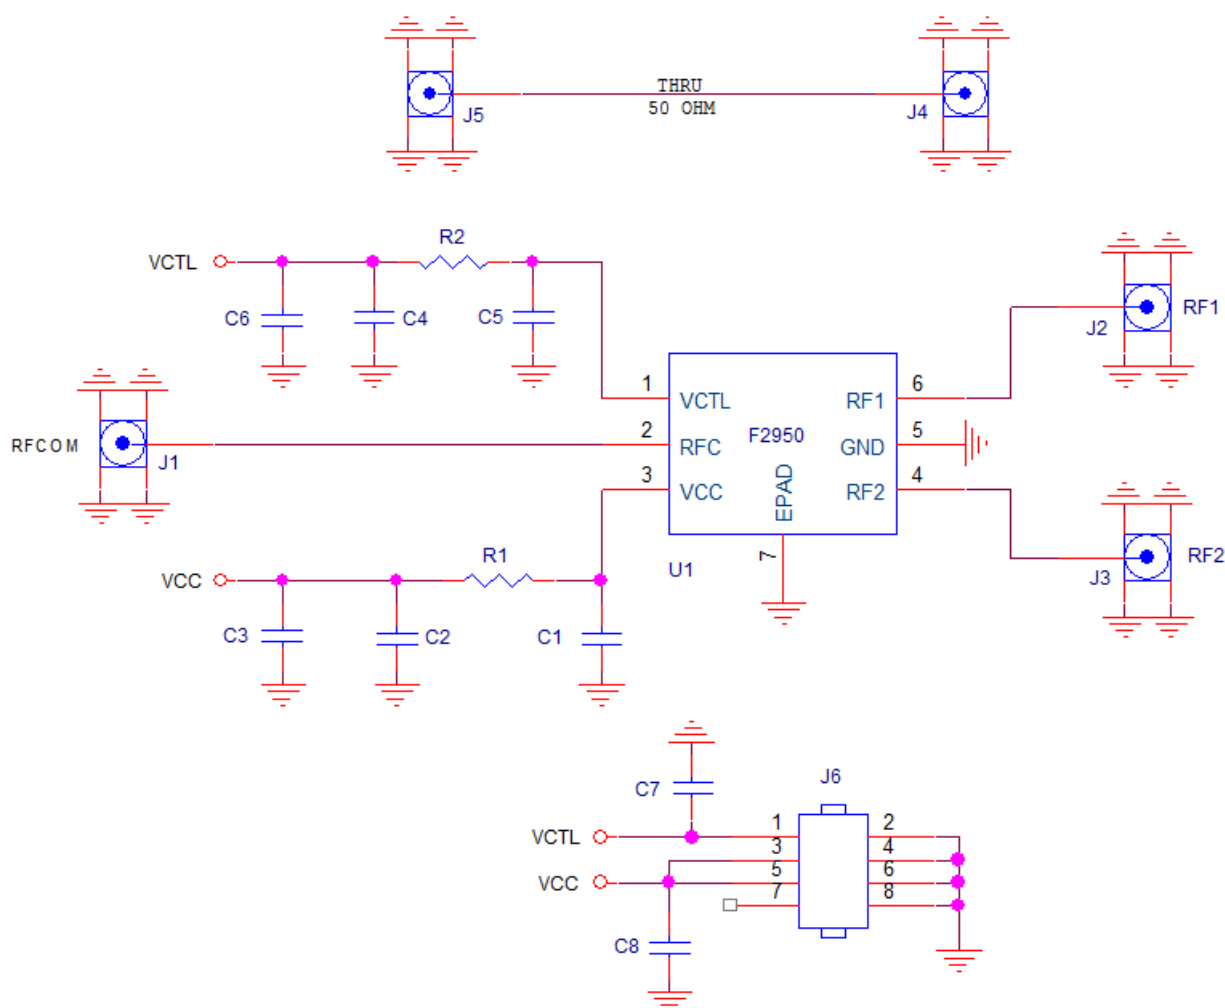 THRU
50 OHM
J5
J4
R2
VCTL
C6
C4
C5
RF1
J2
1
6
VCTL
RF1
RFCOM
J1
2
F2950
5
RFC
GND
3
4
VCC
EPAD
RF2
7
U1
RF2
J3
R1
VCC
C3
C2
C1
C7
J6
VCTL
1
2
3
4
VCC
5
6
7
8
C8